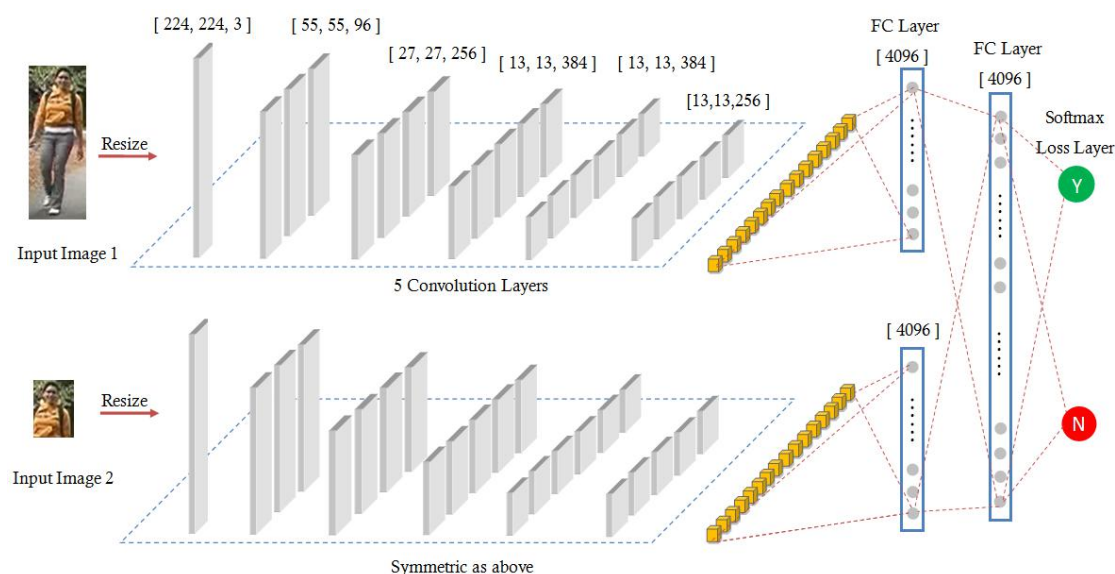 [ 224, 224, 3 ]
[ 55, 55, 96 ]
[ 27, 27, 256 ]
[ 13, 13, 384 ]
[ 13, 13, 384 ]
[13,13,256 ]
FC Layer
[ 4096 ]
FC Layer
[ 4096 ]
Softmax
Loss Layer
Resize
Y
Input Image 1
5 Convolution Layers
[ 4096 ]
Resize
N
Input Image 2
Symmetric as above